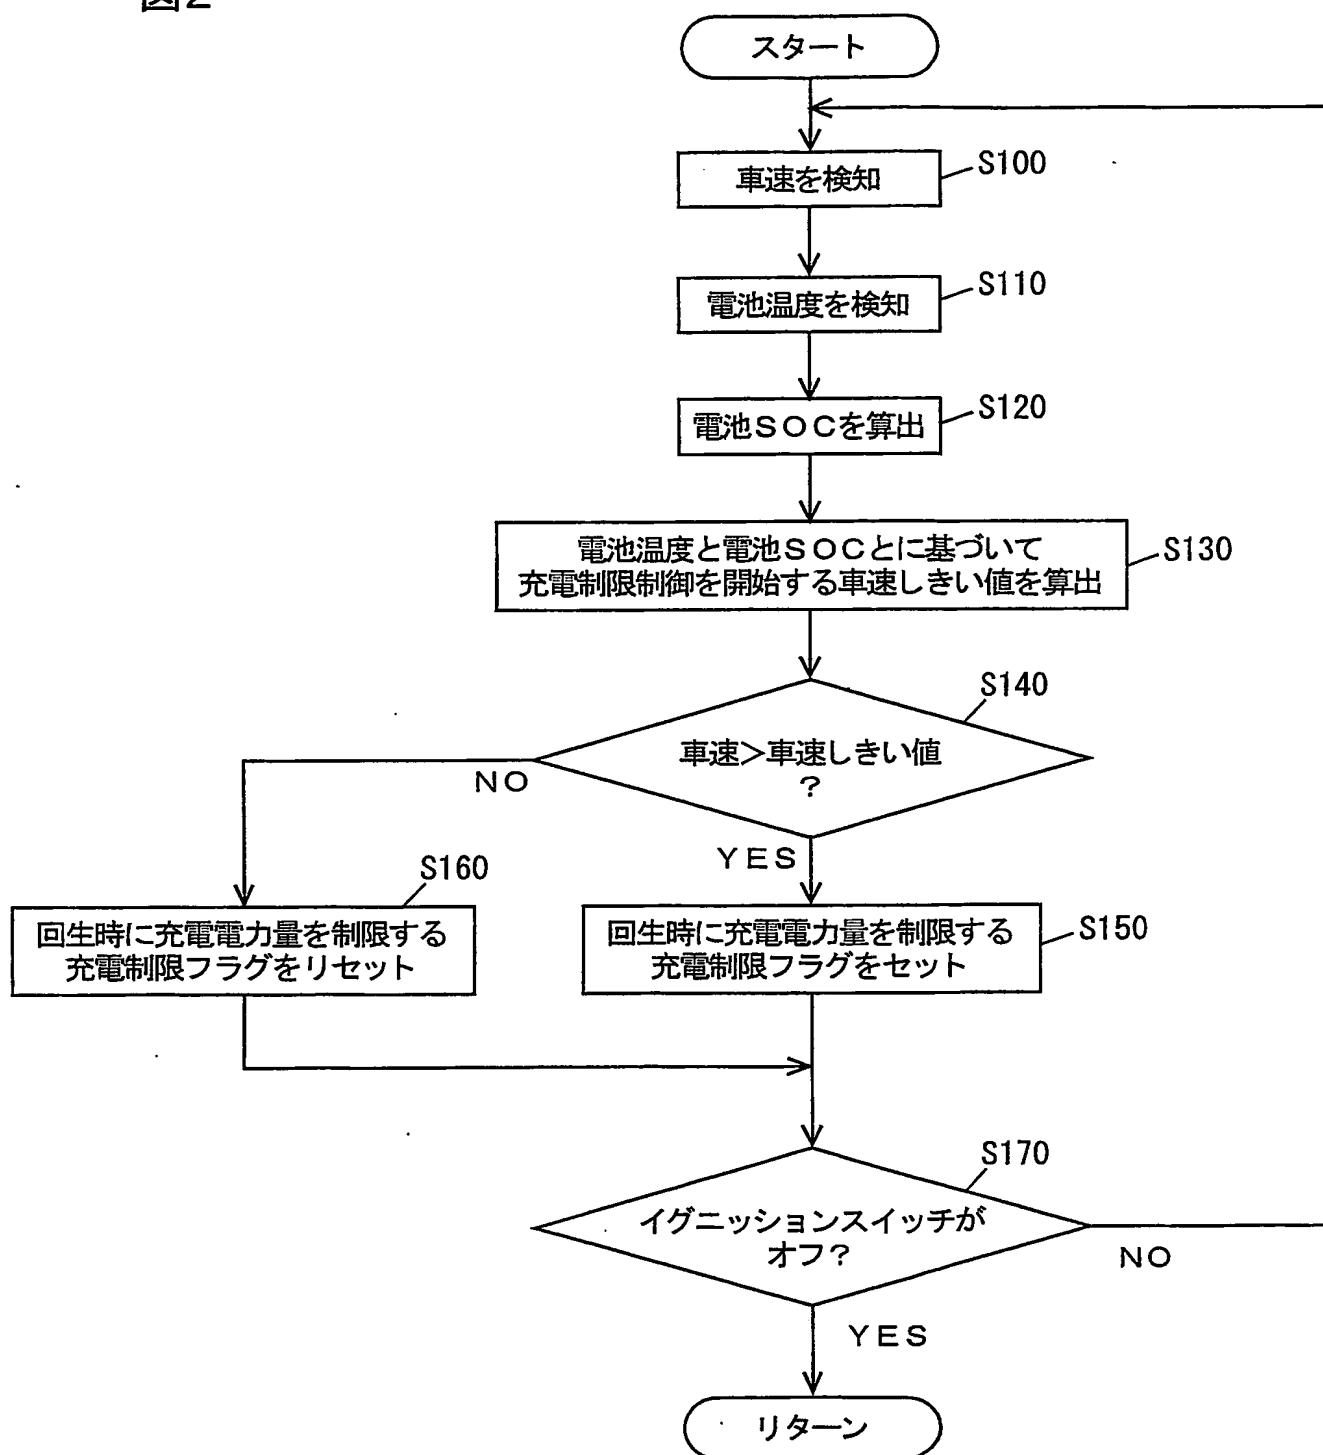 図2
スタート
車速を検知
S100
電池温度を検知
S110
電池SOCを算出
S120
電池温度と電池SOCとに基づいて
充電制限制御を開始する車速しきい値を算出
S130
S140
車速>車速しきい値
?
NO
YES
S160
回生時に充電電力量を制限する
充電制限フラグをリセット
回生時に充電電力量を制限する
充電制限フラグをセット
S150
S170
イグニッションスイッチが
オフ?
NO
YES
リターン